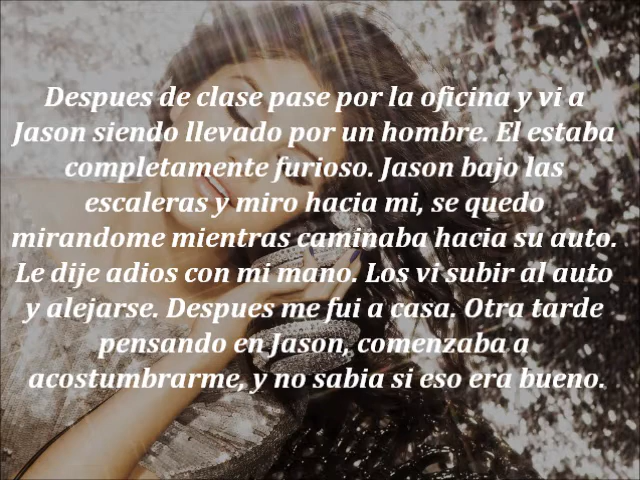 Despues de clase pase por la oficina y vi a
Jason siendo llevado por un hombre. El estaba
completamente furioso. Jason bajo las
escaleras y miro hacia mi, se quedo
mirandome mientras caminaba hacia su auto.
Le dije adios con mi mano. Los vi subir al auto
y alejarse. Despues me fui a casa. Otra tarde
pensando en Jason, comenzaba a
acostumbrarme, y no sabia si eso era bueno.